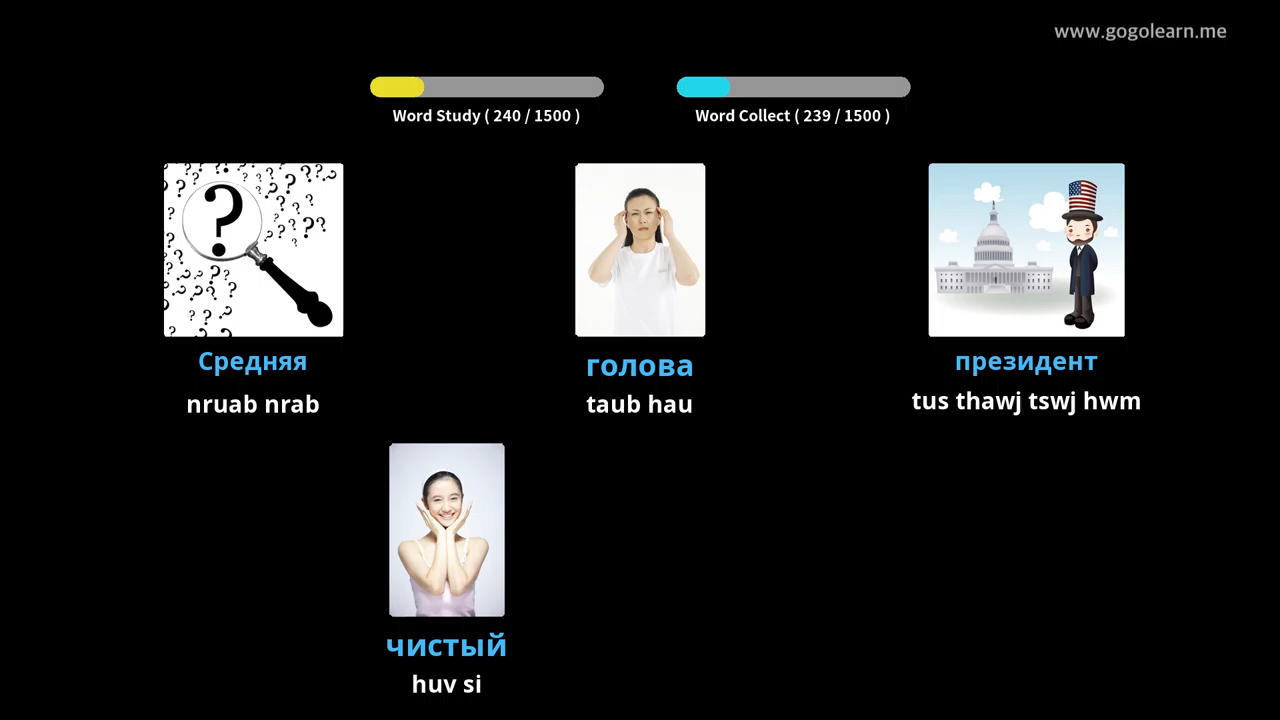 www.gogolearn.me
Word Study ( 240 / 1500 )
Word Collect ( 239 / 1500 )
Средняя
nruab nrab
голова
taub hau
президент
tus thawj tswj hwm
чистый
huv si